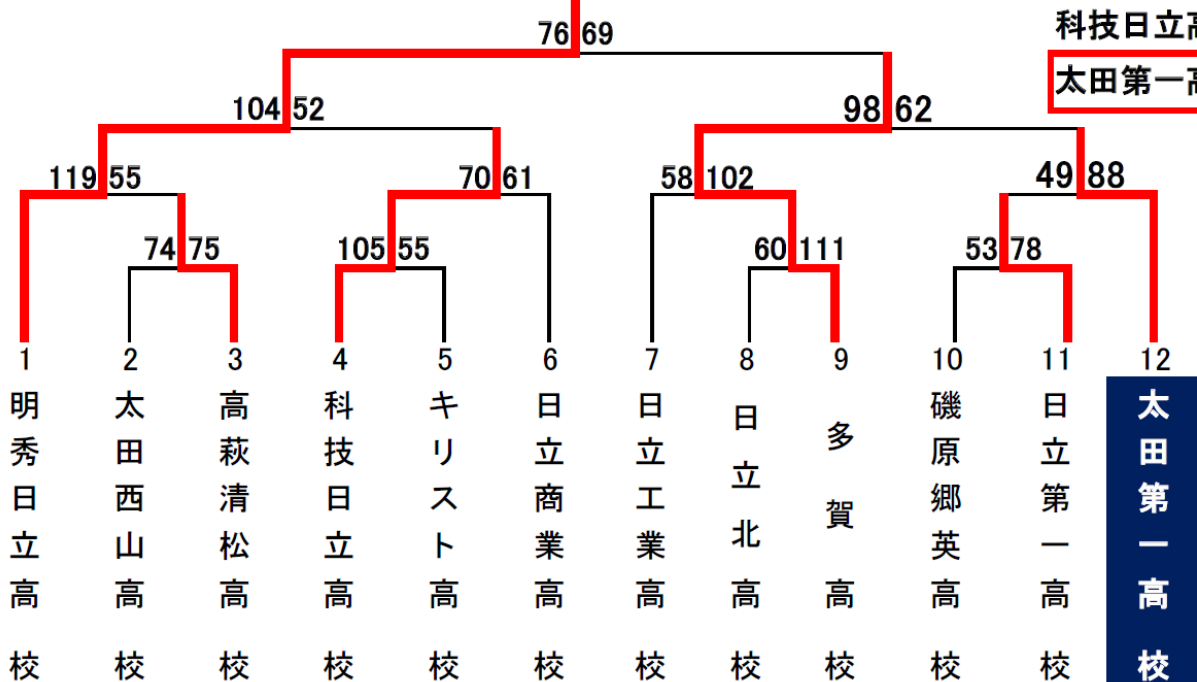 76 69
科技日立高
太田第一高
104 52
98 62
119 55
70 61
58 102
49 88
74 75
105 55
60 111
53 78
1 2 3 4 5 6 7 8 9 10 11 12
明秀日立高校
太田西山高校
高萩清松高校
科技日立高校
キリスト高校
日立商業高校
日立工業高校
日立北高校
多賀高校
磯原郷英高校
日立第一高校
太田第一高校